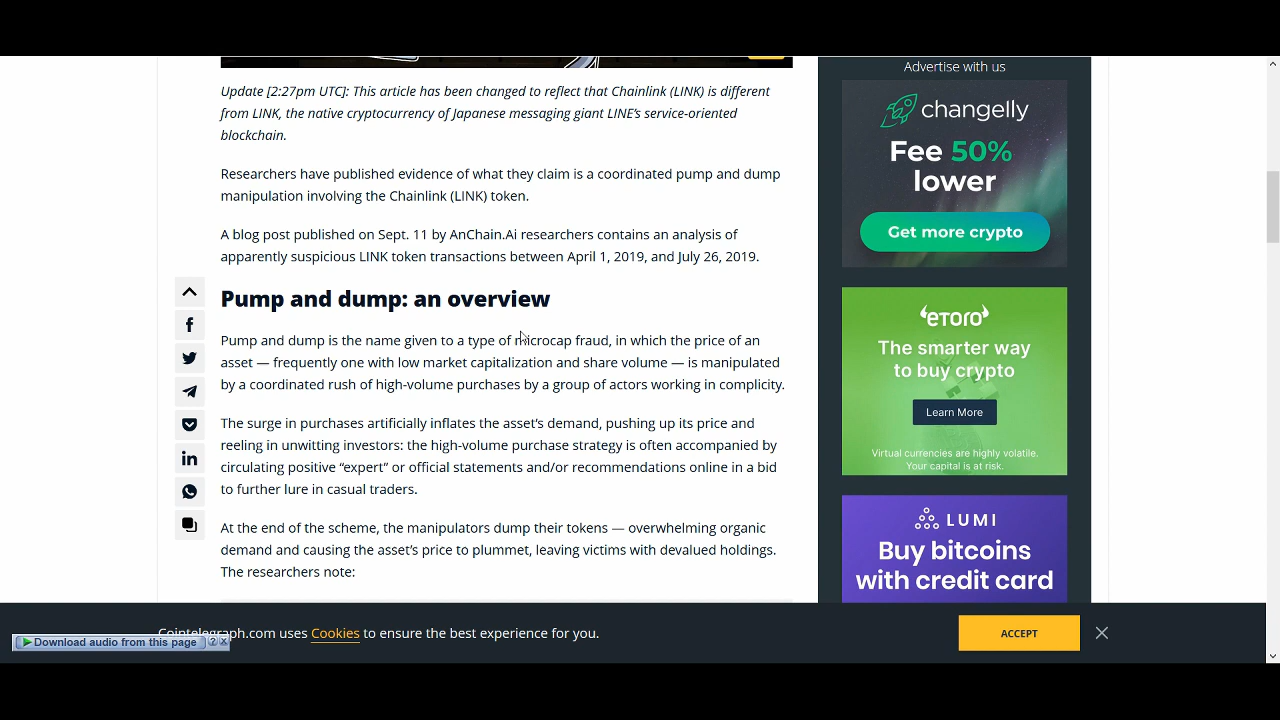 Update [2:27pm UTC]: This article has been changed to reflect that Chainlink (LINK) is different
from LINK, the native cryptocurrency of Japanese messaging giant LINE's service-oriented
blockchain.
Researchers have published evidence of what they claim is a coordinated pump and dump
manipulation involving the Chainlink (LINK) token.
A blog post published on Sept. 11 by AnChain.Ai researchers contains an analysis of
apparently suspicious LINK token transactions between April 1, 2019, and July 26, 2019.
Pump and dump: an overview
Pump and dump is the name given to a type of microcap fraud, in which the price of an
asset — frequently one with low market capitalization and share volume — is manipulated
by a coordinated rush of high-volume purchases by a group of actors working in complicity.
The surge in purchases artificially inflates the asset's demand, pushing up its price and
reeling in unwitting investors: the high-volume purchase strategy is often accompanied by
circulating positive “expert” or official statements and/or recommendations online in a bid
to further lure in casual traders.
At the end of the scheme, the manipulators dump their tokens — overwhelming organic
demand and causing the asset's price to plummet, leaving victims with devalued holdings.
The researchers note:
Advertise with us
changelly
Fee 50%
lower
Get more crypto
eToro
The smarter way
to buy crypto
Learn More
Virtual currencies are highly volatile.
Your capital is at risk.
LUMI
Buy bitcoins
with credit card
Cointelegraph.com uses Cookies to ensure the best experience for you.
ACCEPT
Download audio from this page ? x